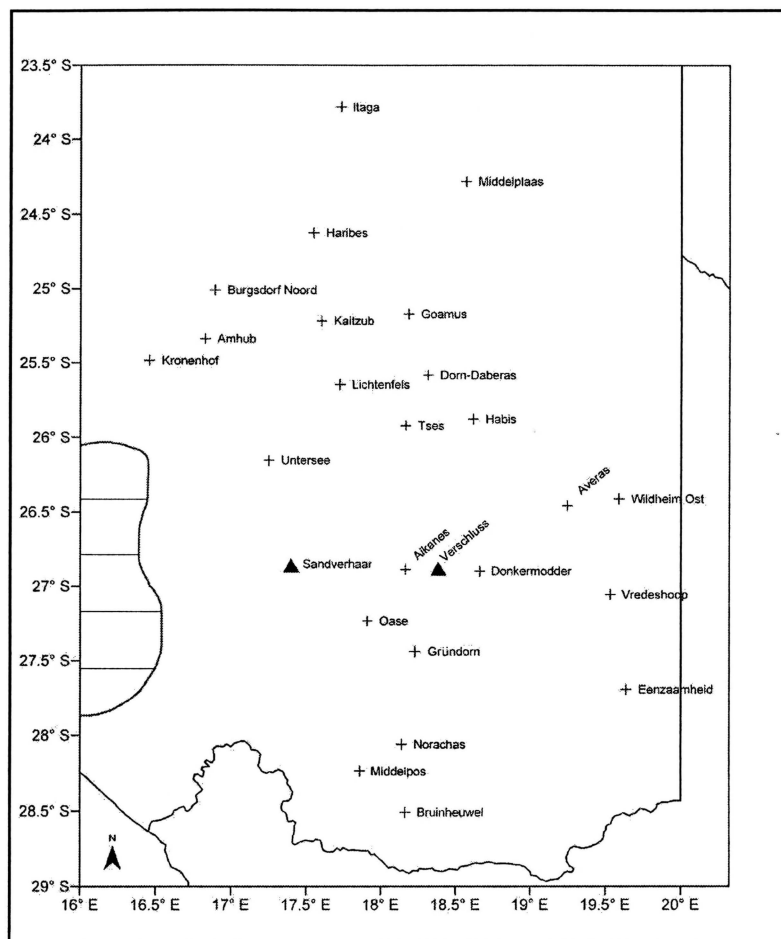 23.5° S
Itaga
24° S
Middelplaas
24.5° S
Haribes
25° S
Burgsdorf Noord
Goamus
Kaitzub
Amhub
25.5° S
Kronenhof
Dorn-Daberas
Lichtenfels
Habis
Tses
26° S
Untersee
Averas
Wildheim Ost
26.5° S
Aikanes
Verschluss
Sandverhaar
Donkermodder
27° S
Vredeshoop
Oase
Gründorn
27.5° S
Eenzaamheid
28° S
Norachas
Middelpos
28.5° S
Bruinheuwel
N
29° S
16° E 16.5° E 17° E 17.5° E 18° E 18.5° E 19° E 19.5° E 20° E